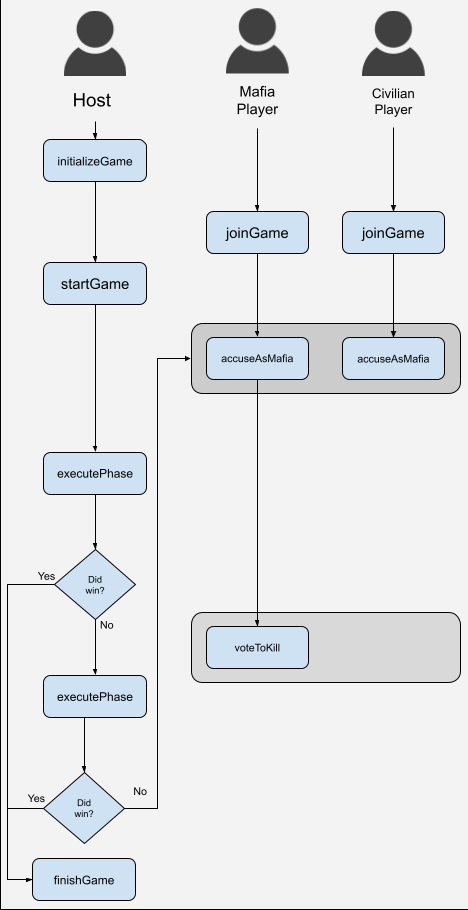 Host
Mafia
Player
Civilian
Player
initializeGame
joinGame
joinGame
startGame
accuseAsMafia
accuseAsMafia
executePhase
Yes
Did
win?
No
voteToKill
executePhase
No
Yes
Did
win?
finishGame